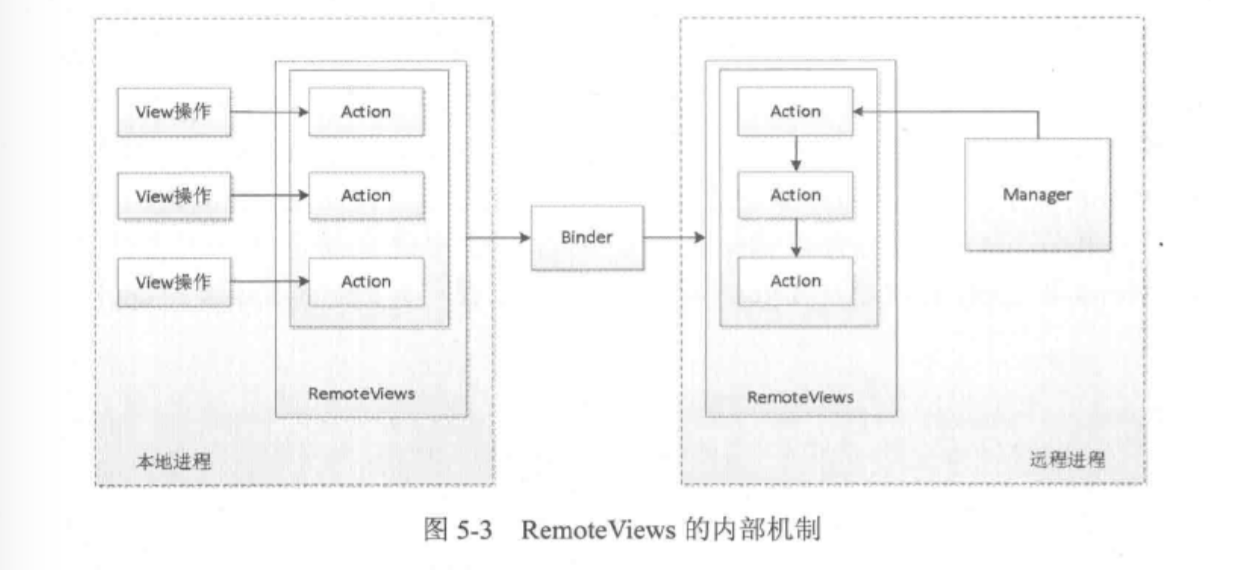 View操作
Action
Action
View操作
Action
Action
Manager
View操作
Action
Binder
Action
RemoteViews
RemoteViews
本地进程
远程进程
图 5-3 RemoteViews 的内部机制